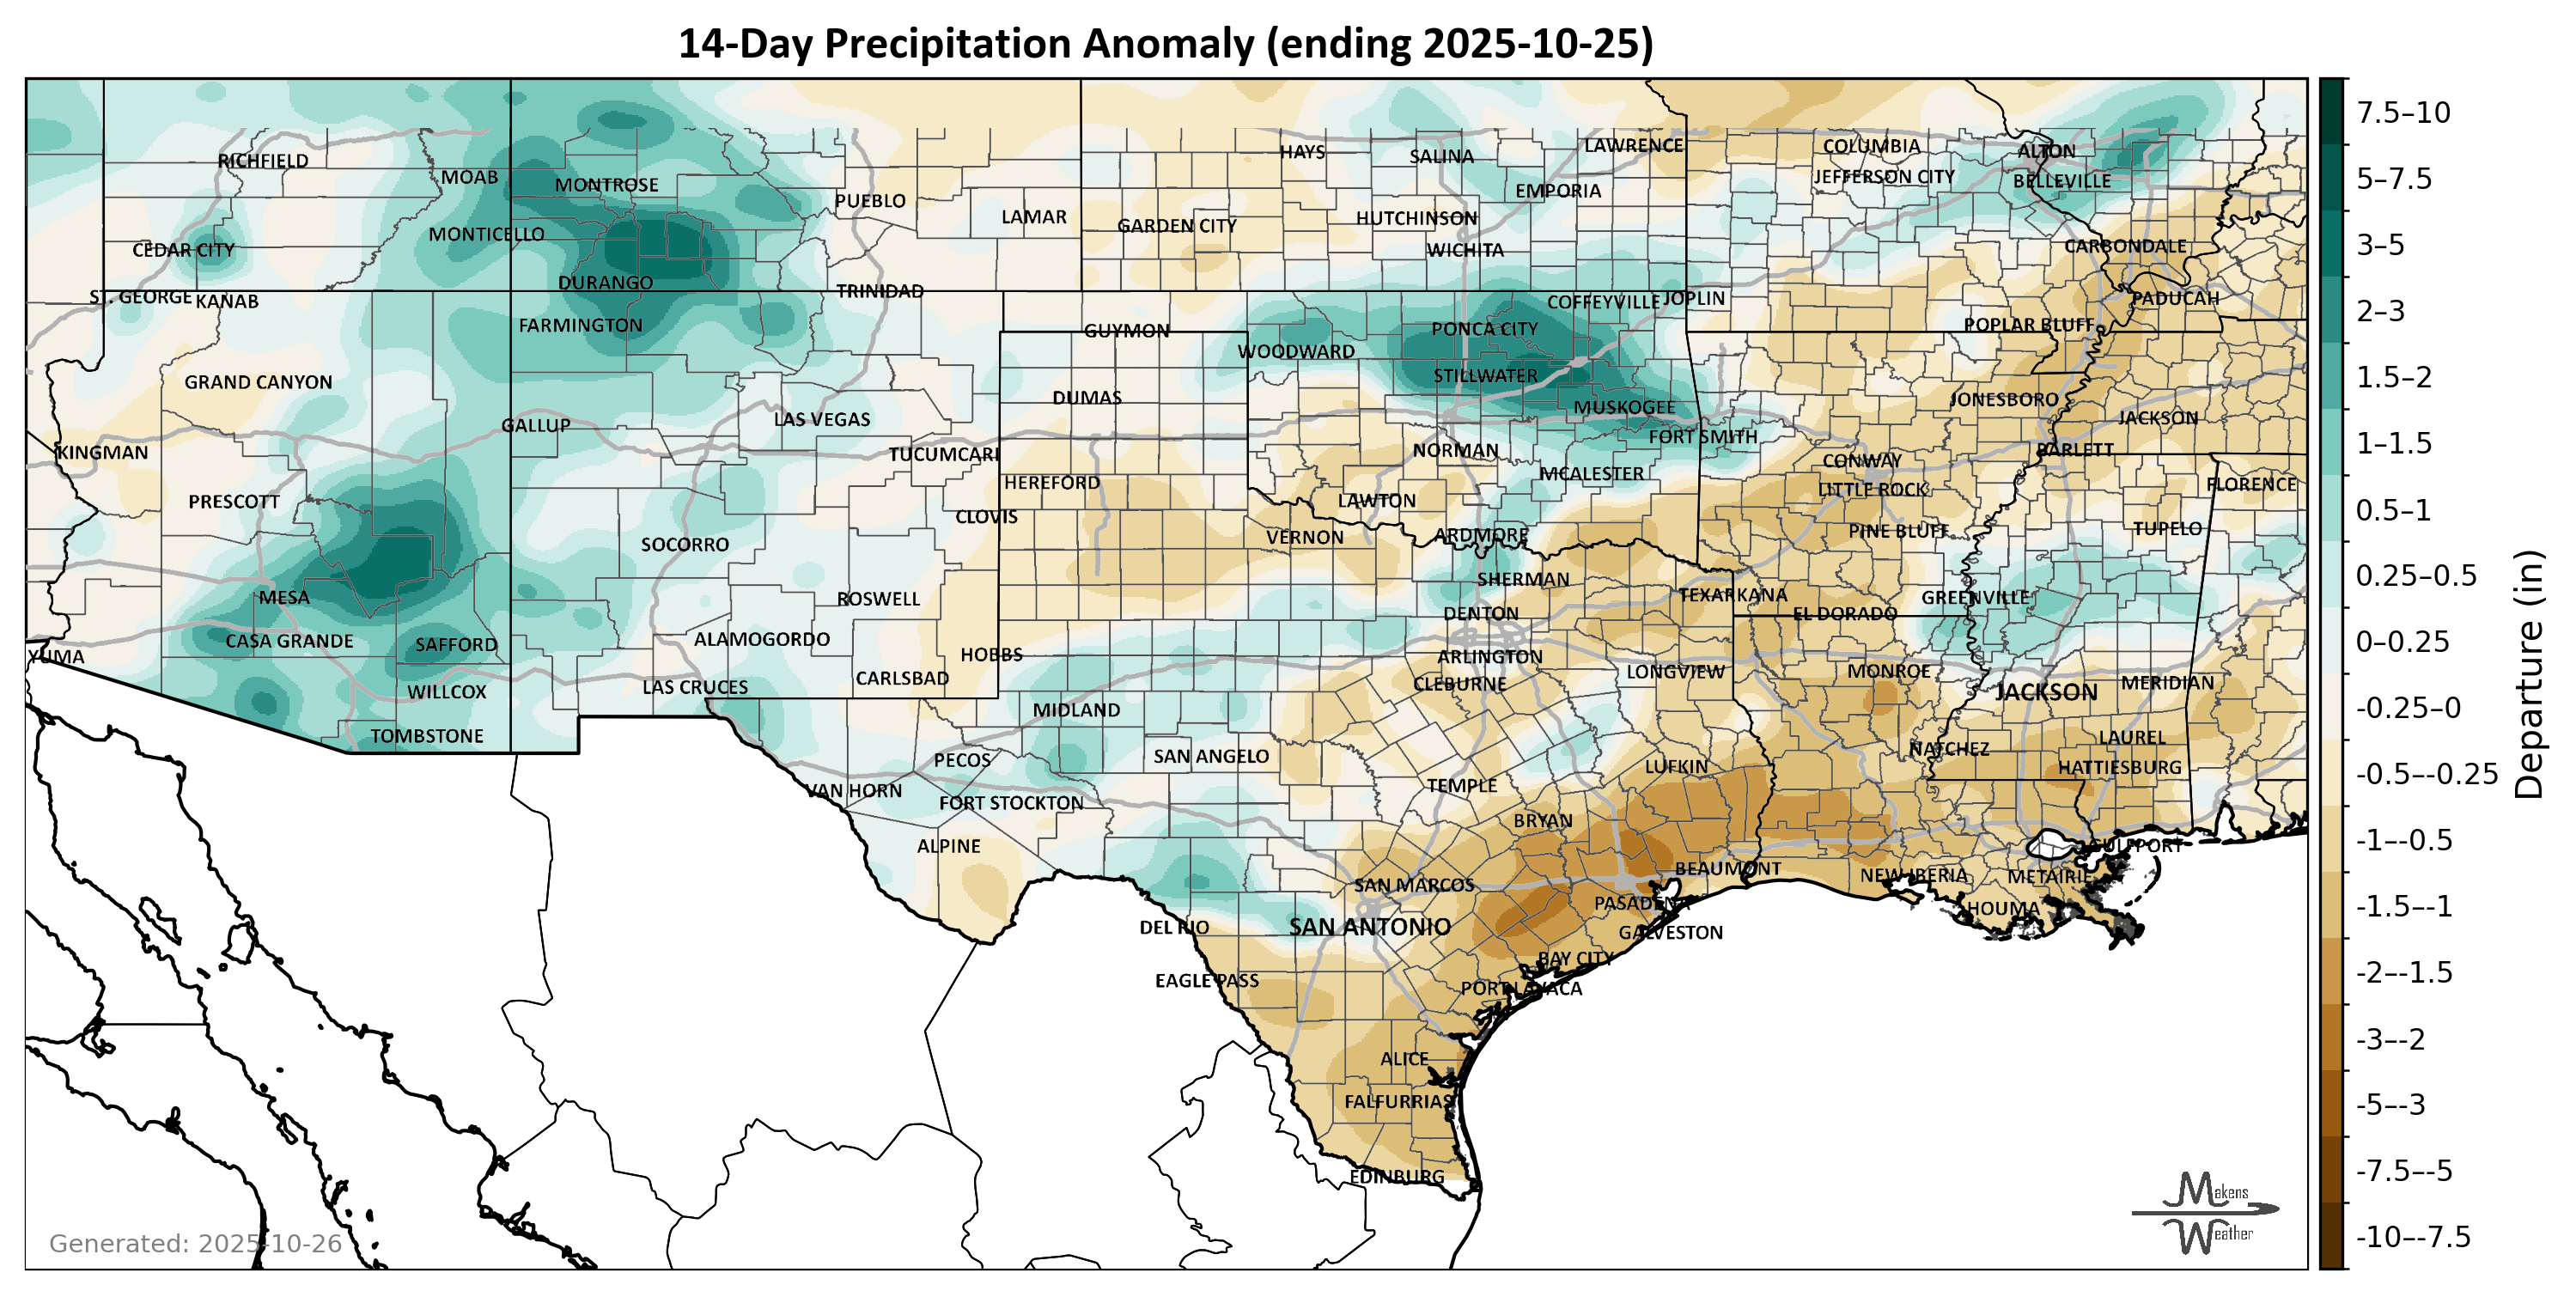 14-Day Precipitation Anomaly (ending 2025-10-25)
RICHFIELD
MOAB
MONTROSE
PUEBLO
LAMAR
HAYS
SALINA
LAWRENCE
EMPORIA
COLUMBIA
ALTON
JEFFERSON CITY
BELLEVILLE
CEDAR CITY
MONTICELLO
GARDEN CITY
HUTCHINSON
WICHITA
CARBONDALE
DURANGO
TRINIDAD
ST. GEORGE
KANAB
COFFEYVILLE
JOPLIN
PADUCAH
FARMINGTON
GUYMON
PONCA CITY
POPLAR BLUFF
WOODWARD
STILLWATER
GRAND CANYON
DUMAS
MUSKOGEE
JONESBORO
JACKSON
LAS VEGAS
GALLUP
FORT SMITH
KINGMAN
TUCUMCARI
NORMAN
BARLETT
CONWAY
MCALESTER
HEREFORD
LITTLE ROCK
FLORENCE
PRESCOTT
LAWTON
CLOVIS
TUPELO
PINE BLUFF
SOCORRO
VERNON
ARDMORE
SHERMAN
MESA
ROSWELL
TEXARKANA
GREENVILLE
DENTON
EL DORADO
CASA GRANDE
SAFFORD
ALAMOGORDO
YUMA
HOBBS
ARLINGTON
LONGVIEW
MONROE
CARLSBAD
CLEBURNE
MERIDIAN
LAS CRUCES
WILLCOX
JACKSON
MIDLAND
TOMBSTONE
LAUREL
NATCHEZ
PECOS
SAN ANGELO
LUFKIN
HATTIESBURG
TEMPLE
VAN HORN
FORT STOCKTON
BRYAN
ALPINE
GULFPORT
BEAUMONT
NEW IBERIA
METAIRIE
SAN MARCOS
PASADENA
HOUMA
DEL RIO
SAN ANTONIO
GALVESTON
BAY CITY
EAGLE PASS
PORT LAVACA
ALICE
FALFURRIAS
EDINBURG
Generated: 2025-10-26
Makens
Weather
7.5–10
5–7.5
3–5
2–3
1.5–2
1–1.5
0.5–1
0.25–0.5
0–0.25
-0.25–0
-0.5–-0.25
-1–-0.5
-1.5–-1
-2–-1.5
-3–-2
-5–-3
-7.5–-5
-10–-7.5
Departure (in)